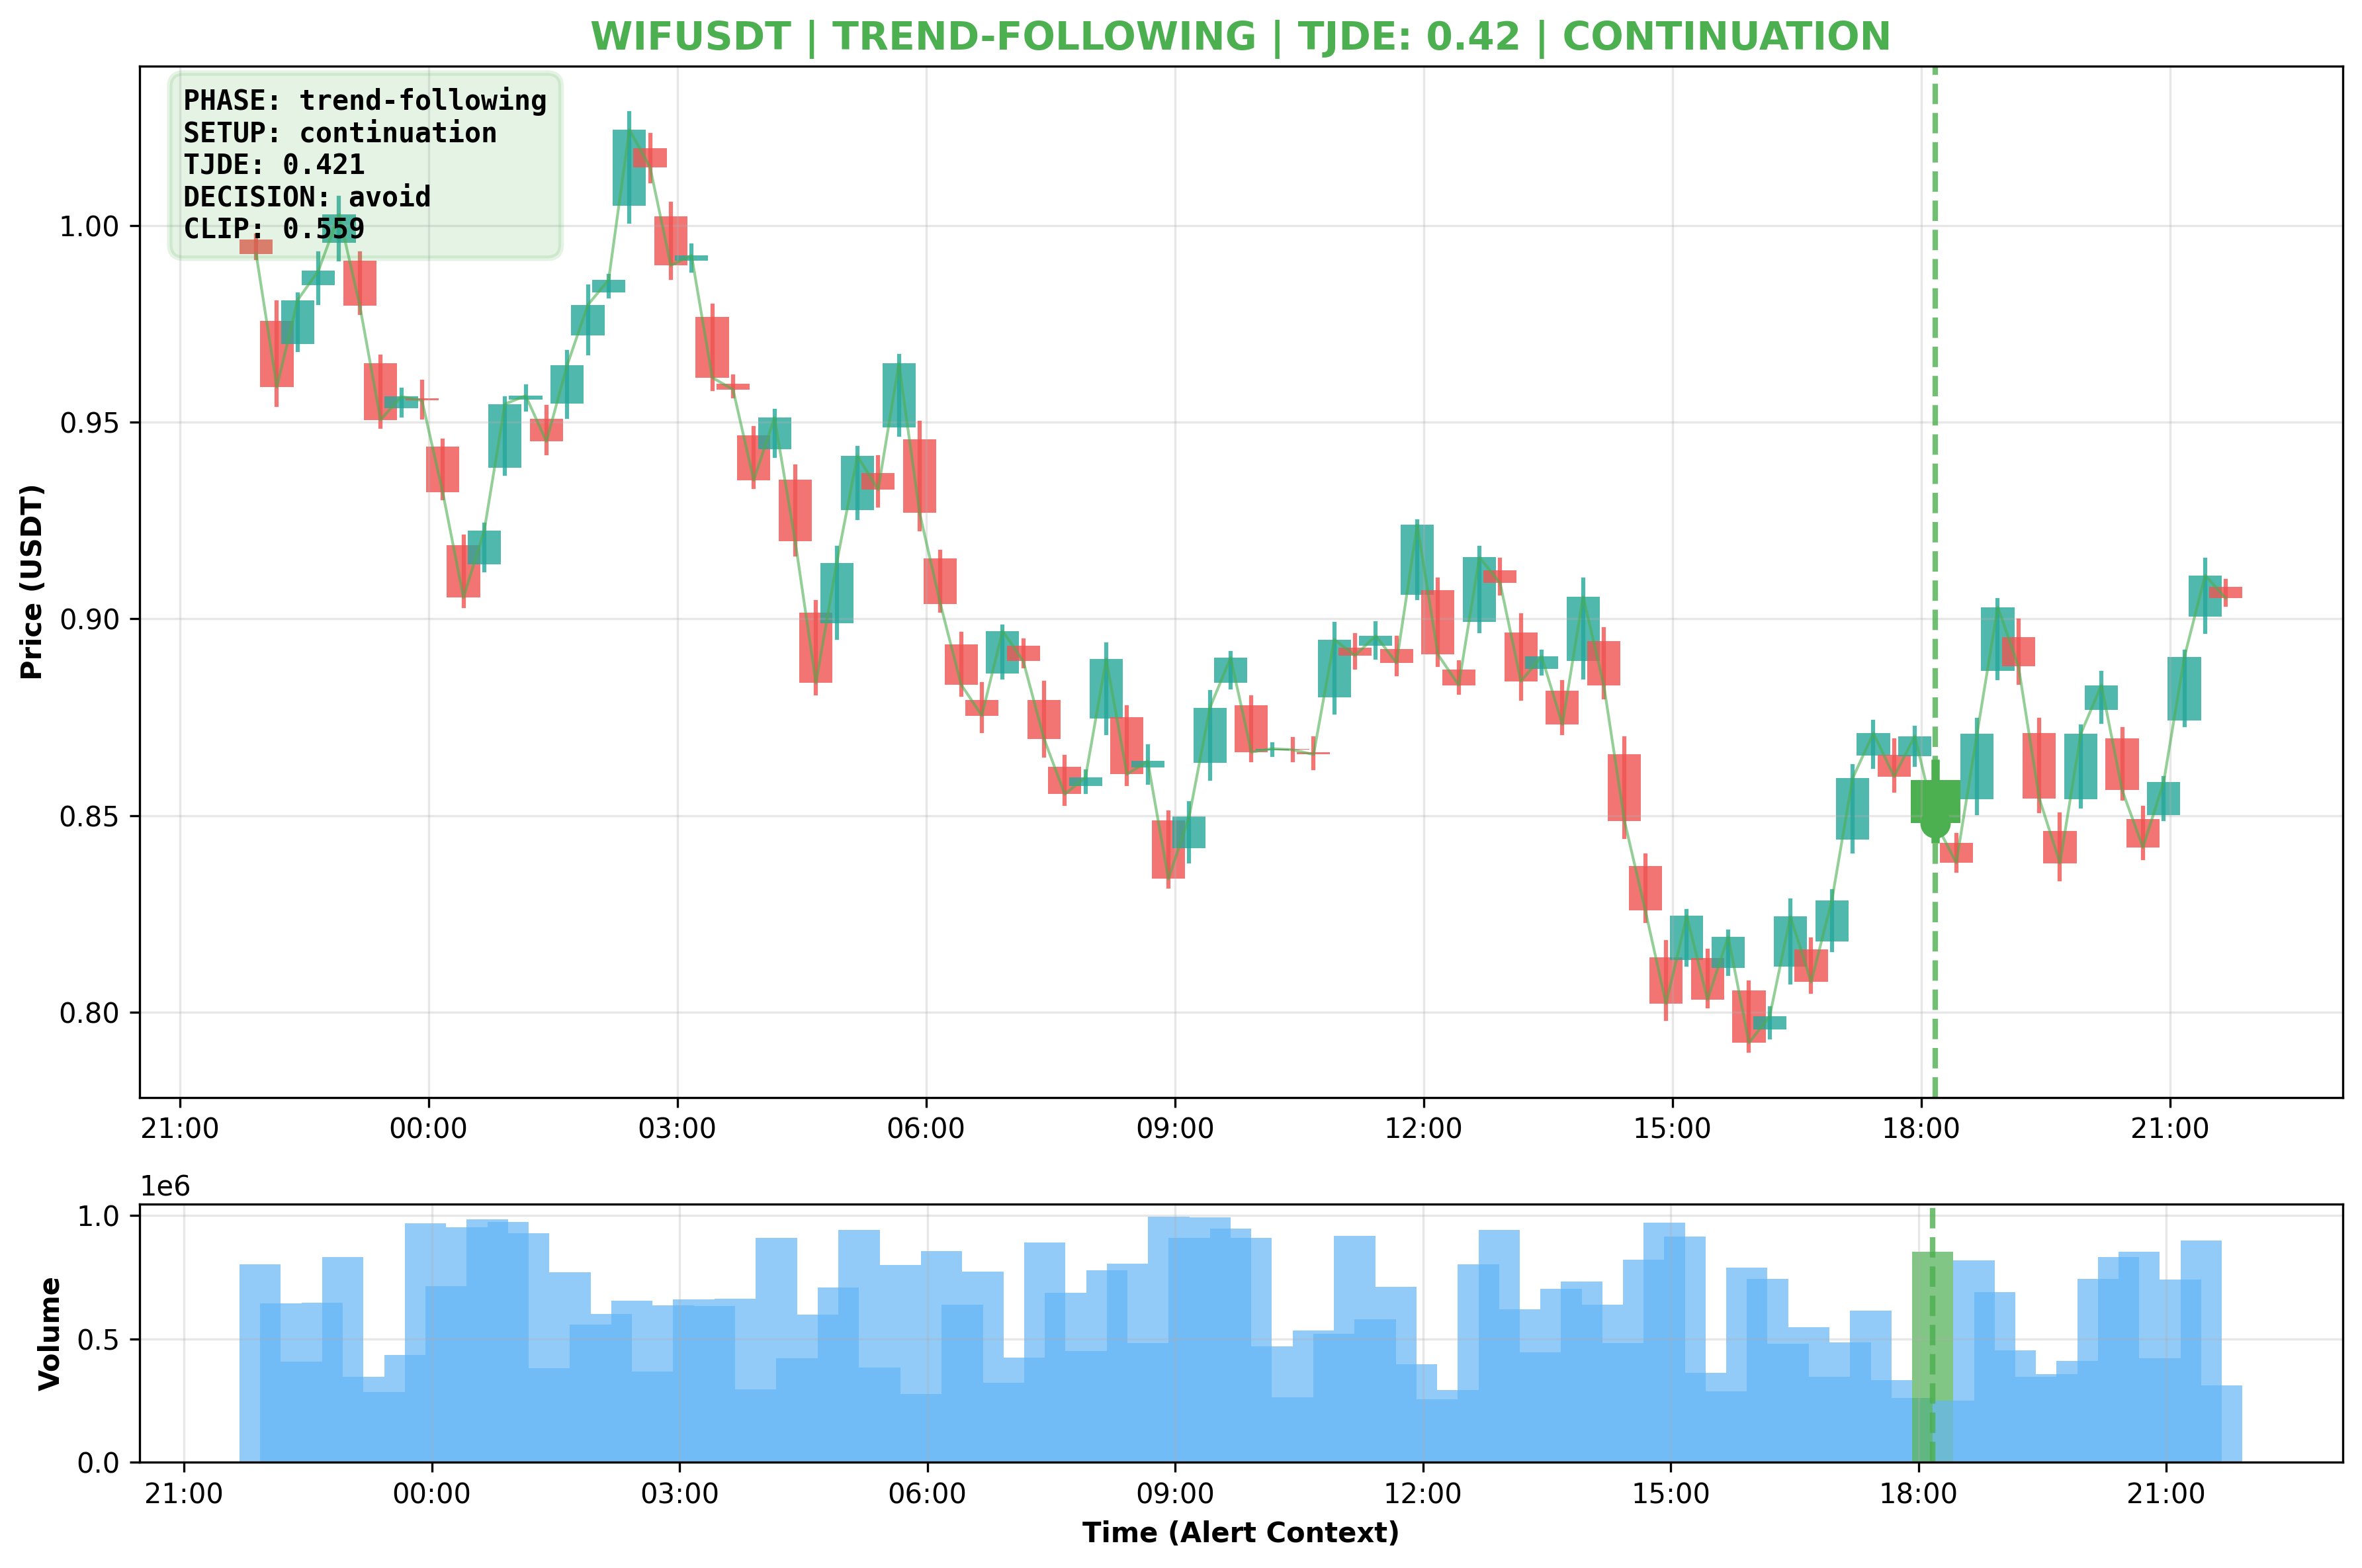 WIFUSDT | TREND-FOLLOWING | TJDE: 0.42 | CONTINUATION
PHASE: trend-following
SETUP: continuation
TJDE: 0.421
DECISION: avoid
CLIP: 0.559
Price (USDT)
1.00
0.95
0.90
0.85
0.80
21:00 00:00 03:00 06:00 09:00 12:00 15:00 18:00 21:00
1e6
Volume
1.0
0.5
0.0
21:00 00:00 03:00 06:00 09:00 12:00 15:00 18:00 21:00
Time (Alert Context)